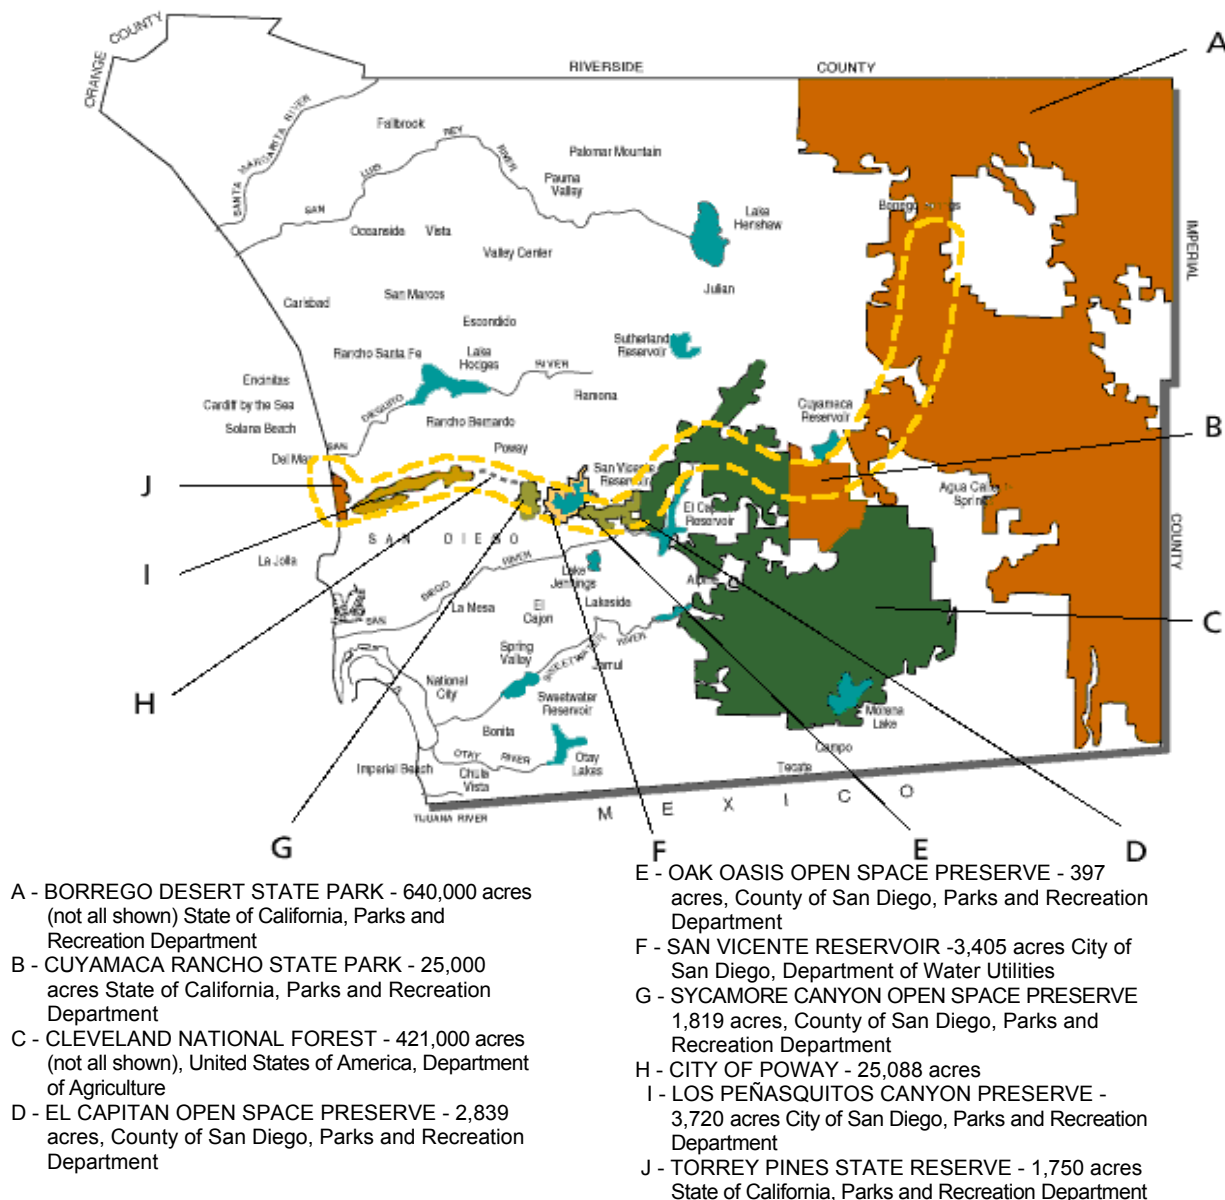 ORANGE COUNTY
RIVERSIDE COUNTY
A
SANTA MARGARITA RIVER
Fallbrook
SAN LUIS REY RIVER
Palomar Mountain
Pauma
Valley
Lake
Henshaw
IMPERIAL
Oceanside
Vista
Valley Center
Julian
Carlsbad
San Marcos
Escondido
Sutherland
Reservoir
Rancho Santa Fe
Lake
Hodges
RIVER
Encinitas
Cardiff by the Sea
Solana Beach
SAN DIEGUITO
Ramona
Rancho Bernardo
Cuyamaca
Reservoir
B
Poway
San Vicente
J
El
Reservoir
COUNTY
SAN DIEGO
La Jolla
I
SAN DIEGO RIVER
Lake
Jennings
La Mesa
El
Cajon
Lakeside
C
Spring
Valley
SWEETWATER RIVER
Jamul
National
City
H
Sweetwater
Reservoir
Morena
Lake
Bonita
OTAY RIVER
Otay
Lakes
Campo
Imperial Beach
Chula
Vista
Tecate
MEXICO
TIJUANA RIVER
G
F
E
D
A - BORREGO DESERT STATE PARK - 640,000 acres
(not all shown) State of California, Parks and
Recreation Department
B - CUYAMACA RANCHO STATE PARK - 25,000
acres State of California, Parks and Recreation
Department
C - CLEVELAND NATIONAL FOREST - 421,000 acres
(not all shown), United States of America, Department
of Agriculture
D - EL CAPITAN OPEN SPACE PRESERVE - 2,839
acres, County of San Diego, Parks and Recreation
Department
E - OAK OASIS OPEN SPACE PRESERVE - 397
acres, County of San Diego, Parks and Recreation
Department
F - SAN VICENTE RESERVOIR -3,405 acres City of
San Diego, Department of Water Utilities
G - SYCAMORE CANYON OPEN SPACE PRESERVE
1,819 acres, County of San Diego, Parks and
Recreation Department
H - CITY OF POWAY - 25,088 acres
I - LOS PEÑASQUITOS CANYON PRESERVE -
3,720 acres City of San Diego, Parks and Recreation
Department
J - TORREY PINES STATE RESERVE - 1,750 acres
State of California, Parks and Recreation Department